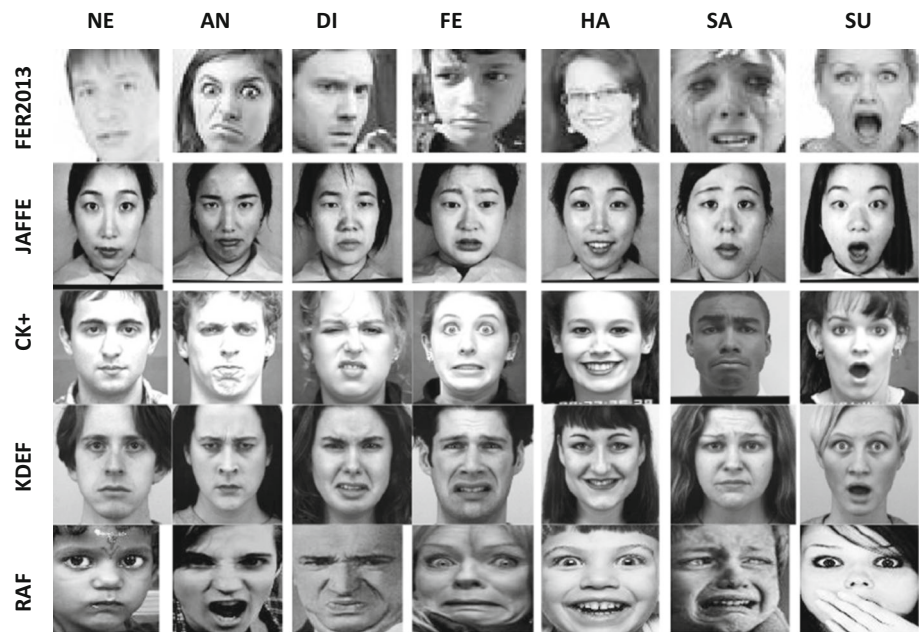 NE AN DI FE HA SA SU
FER2013
JAFFE
CK+
KDEF
RAF